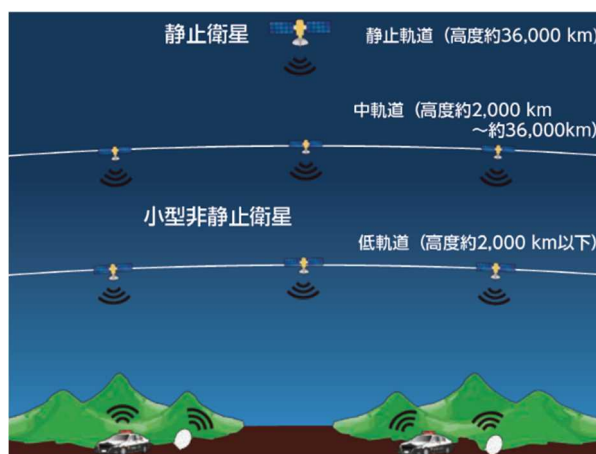 静止衛星
静止軌道（高度約36,000 km）
中軌道（高度約2,000 km
～約36,000km）
小型非静止衛星
低軌道（高度約2,000 km以下）